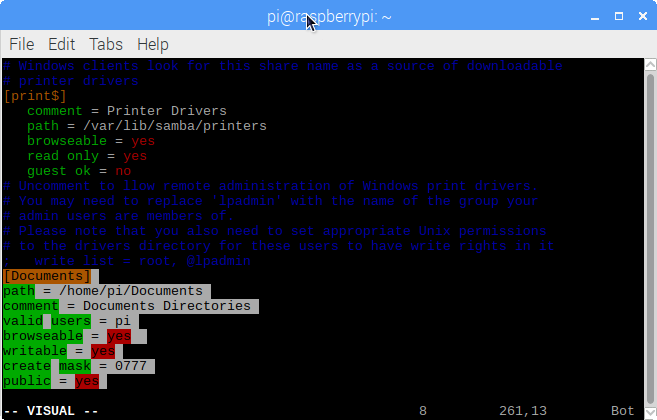 pi@raspberrypi: ~
File Edit Tabs Help
# Windows clients look for this share name as a source of downloadable
# printer drivers
[print$]
comment = Printer Drivers
path = /var/lib/samba/printers
browseable = yes
read only = yes
guest ok = no
# Uncomment to llow remote administration of Windows print drivers.
# You may need to replace 'lpadmin' with the name of the group your
# admin users are members of.
# Please note that you also need to set appropriate Unix permissions
# to the drivers directory for these users to have write rights in it
; write list = root, @lpadmin
[Documents]
path = /home/pi/Documents
comment = Documents Directories
valid users = pi
browseable = yes
writable = yes
create mask = 0777
public = yes
-- VISUAL -- 8 261,13 Bot